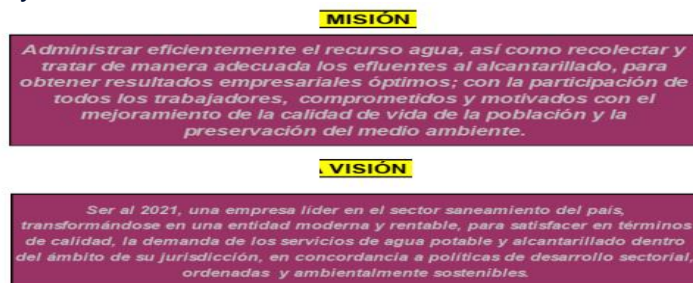 MISIÓN
Administrar eficientemente el recurso agua, así como recolectar y
tratar de manera adecuada los efluentes al alcantarillado, para
obtener resultados empresariales óptimos; con la participación de
todos los trabajadores, comprometidos y motivados con el
mejoramiento de la calidad de vida de la población y la
preservación del medio ambiente.
VISIÓN
Ser al 2021, una empresa líder en el sector saneamiento del país,
transformándose en una entidad moderna y rentable, para satisfacer en términos
de calidad, la demanda de los servicios de agua potable y alcantarillado dentro
del ámbito de su jurisdicción, en concordancia a políticas de desarrollo sectorial,
ordenadas y ambientalmente sostenibles.